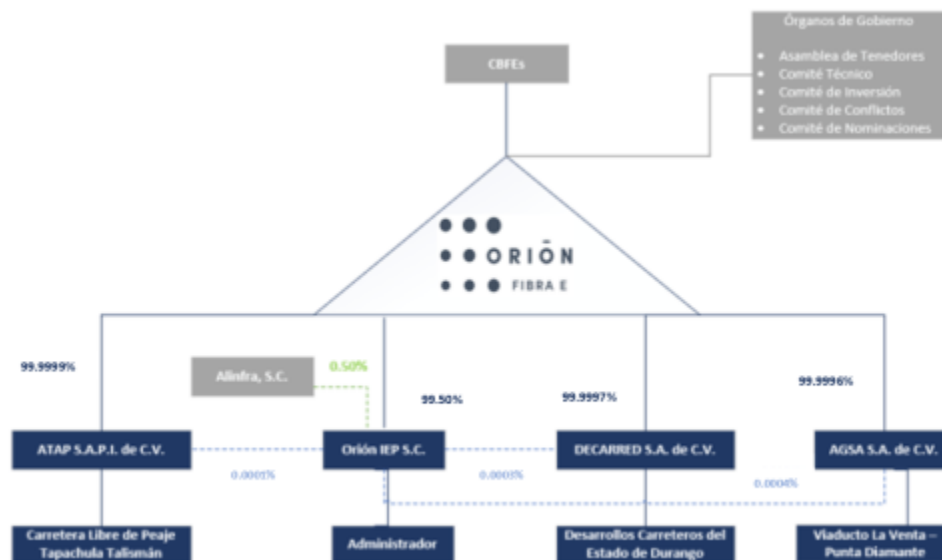 Órganos de Gobierno
• Asamblea de Tenedores
• Comité Técnico
• Comité de Inversión
• Comité de Conflictos
• Comité de Nominaciones
CBFEs
ORIŌN
FIBRA E
99.9999%
Alinfra, S.C.
0.50%
99.50%
99.9997%
99.9996%
ATAP S.A.P.I. de C.V.
Orión IEP S.C.
DECARRED S.A. de C.V.
AGSA S.A. de C.V.
0.0001%
0.0003%
0.0004%
Carretera Libre de Peaje
Tapachula Talismán
Administrador
Desarrollos Carreteros del
Estado de Durango
Viaducto La Venta –
Punta Diamante